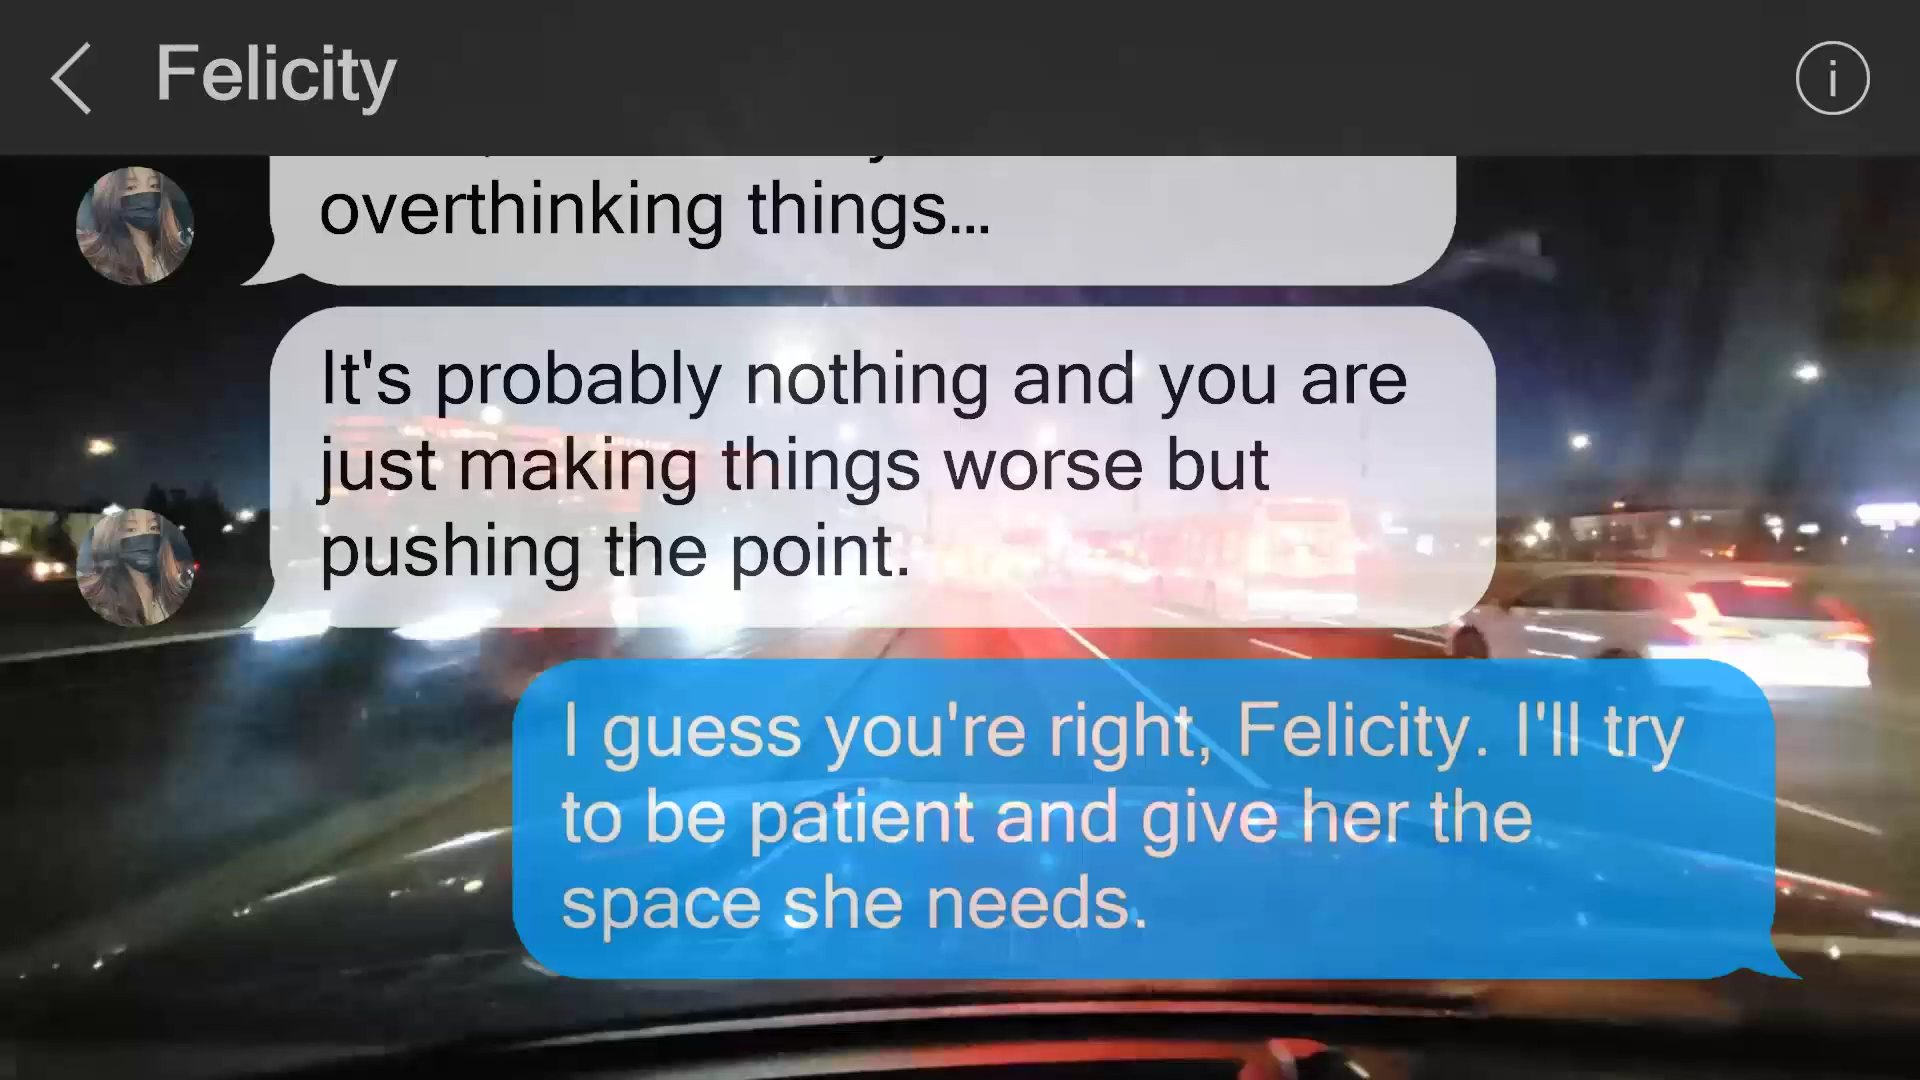 Felicity
overthinking things...
It's probably nothing and you are
just making things worse but
pushing the point.
I guess you're right, Felicity. I'll try
to be patient and give her the
space she needs.